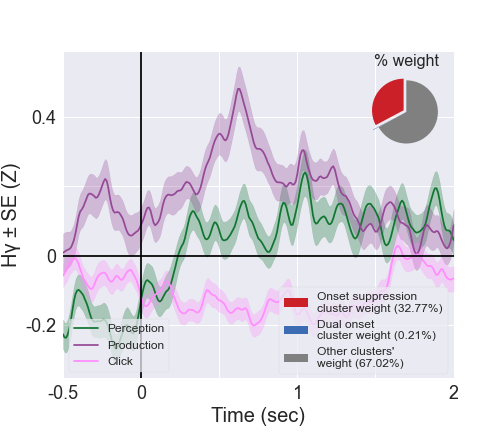 % weight
Hγ ± SE (Z)
0.4
0
-0.2
Perception
Production
Click
Onset suppression
cluster weight (32.77%)
Dual onset
cluster weight (0.21%)
Other clusters'
weight (67.02%)
-0.5
0
1
2
Time (sec)